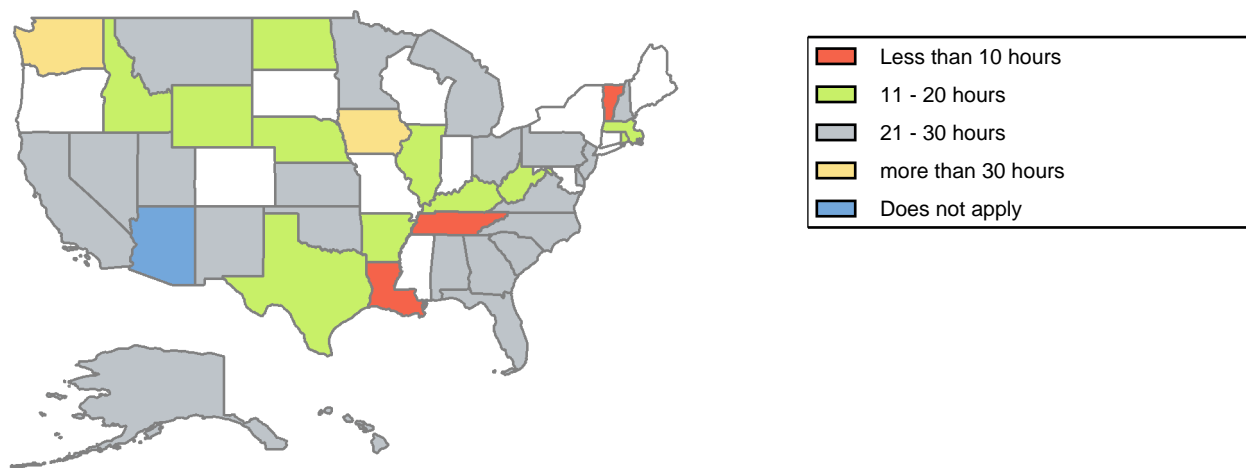 Less than 10 hours
11 - 20 hours
21 - 30 hours
more than 30 hours
Does not apply